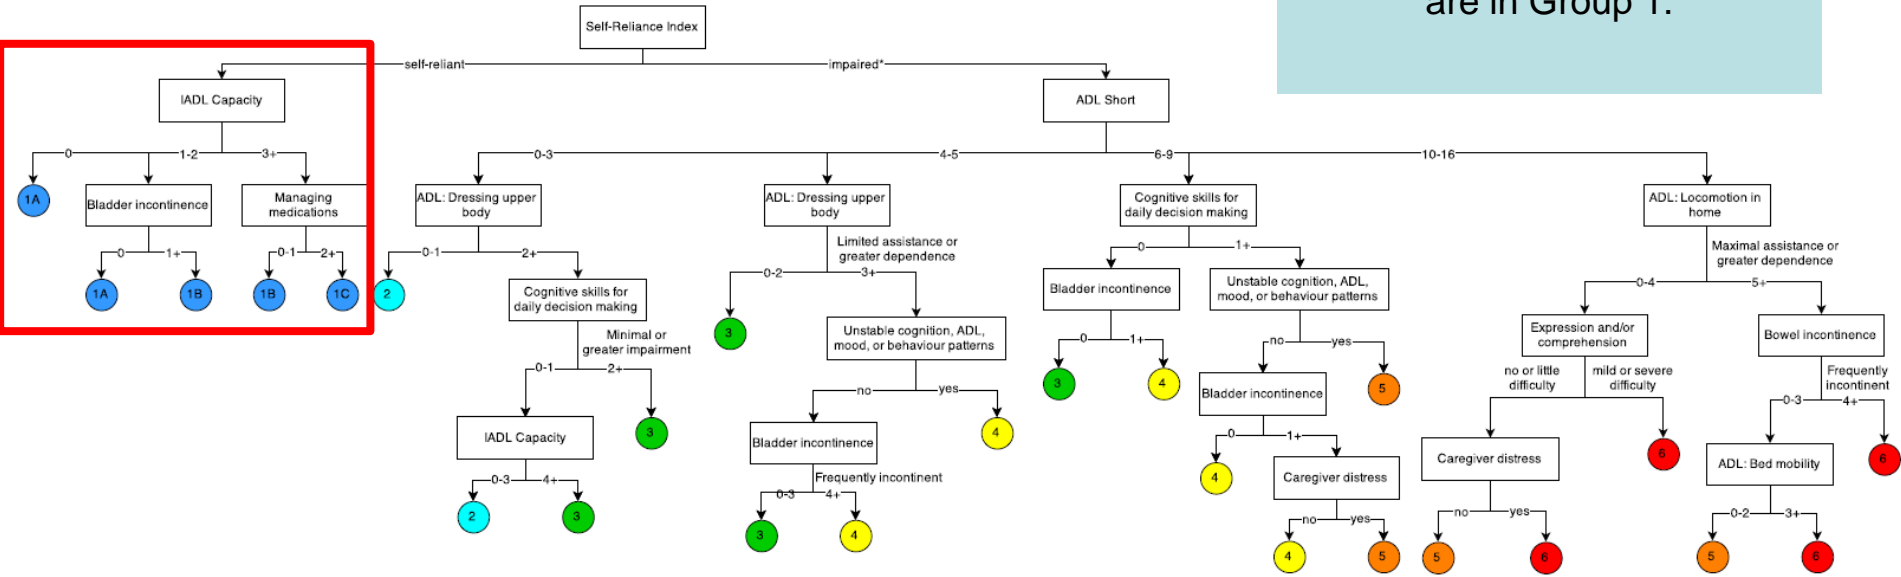 are in Group 1.
Self-Reliance Index
self-reliant
impaired*
IADL Capacity
ADL Short
0
1-2
3+
0-3
4-5
6-9
10-16
1A
Bladder incontinence
Managing
medications
ADL: Dressing upper
body
ADL: Dressing upper
body
Cognitive skills for
daily decision making
ADL: Locomotion in
home
0
1+
0-1
2+
0-1
2+
Limited assistance or
greater dependence
0-2
3+
0
1+
Maximal assistance or
greater dependence
0-4
5+
1A
1B
1B
1C
2
Cognitive skills for
daily decision making
3
Unstable cognition, ADL,
mood, or behaviour patterns
Bladder incontinence
Unstable cognition, ADL,
mood, or behaviour patterns
Expression and/or
comprehension
Bowel incontinence
Minimal or
greater impairment
0-1
2+
no
yes
0
1+
no
yes
no or little
difficulty
mild or severe
difficulty
Frequently
incontinent
0-3
4+
3
4
Bladder incontinence
5
IADL Capacity
3
Bladder incontinence
4
0
1+
Caregiver distress
6
ADL: Bed mobility
6
0-3
4+
Frequently incontinent
0-3
4+
4
Caregiver distress
no
yes
no
yes
0-2
3+
2
3
3
4
4
5
5
6
5
6